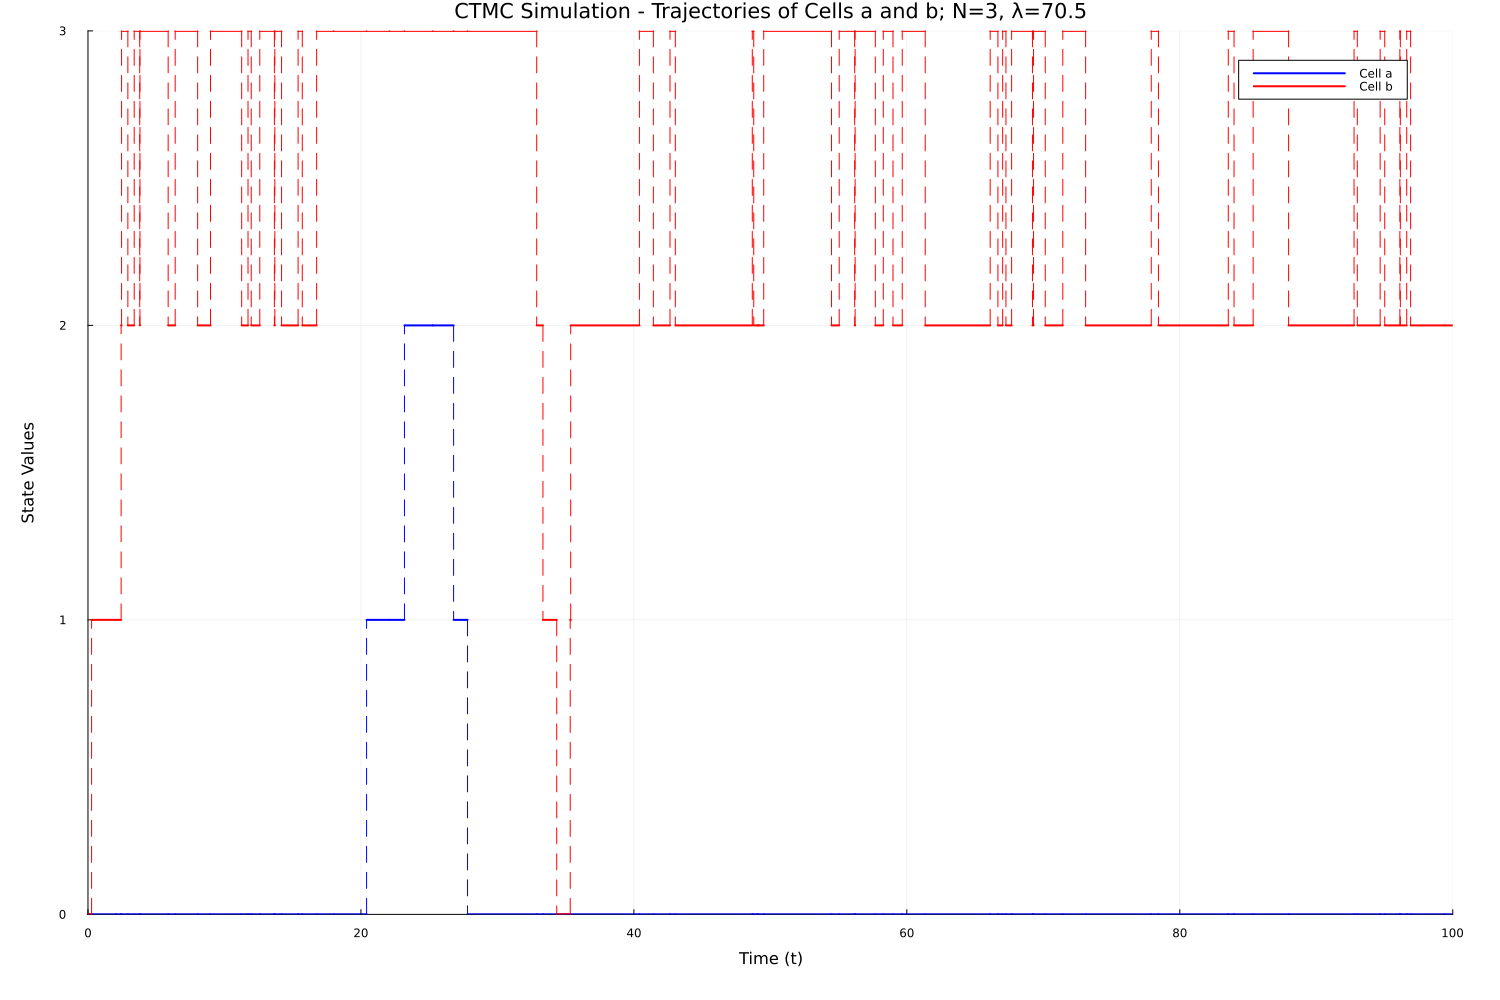 CTMC Simulation - Trajectories of Cells a and b; N=3, λ=70.5
3
Cell a
Cell b
2
State Values
1
0
0 20 40 60 80 100
Time (t)